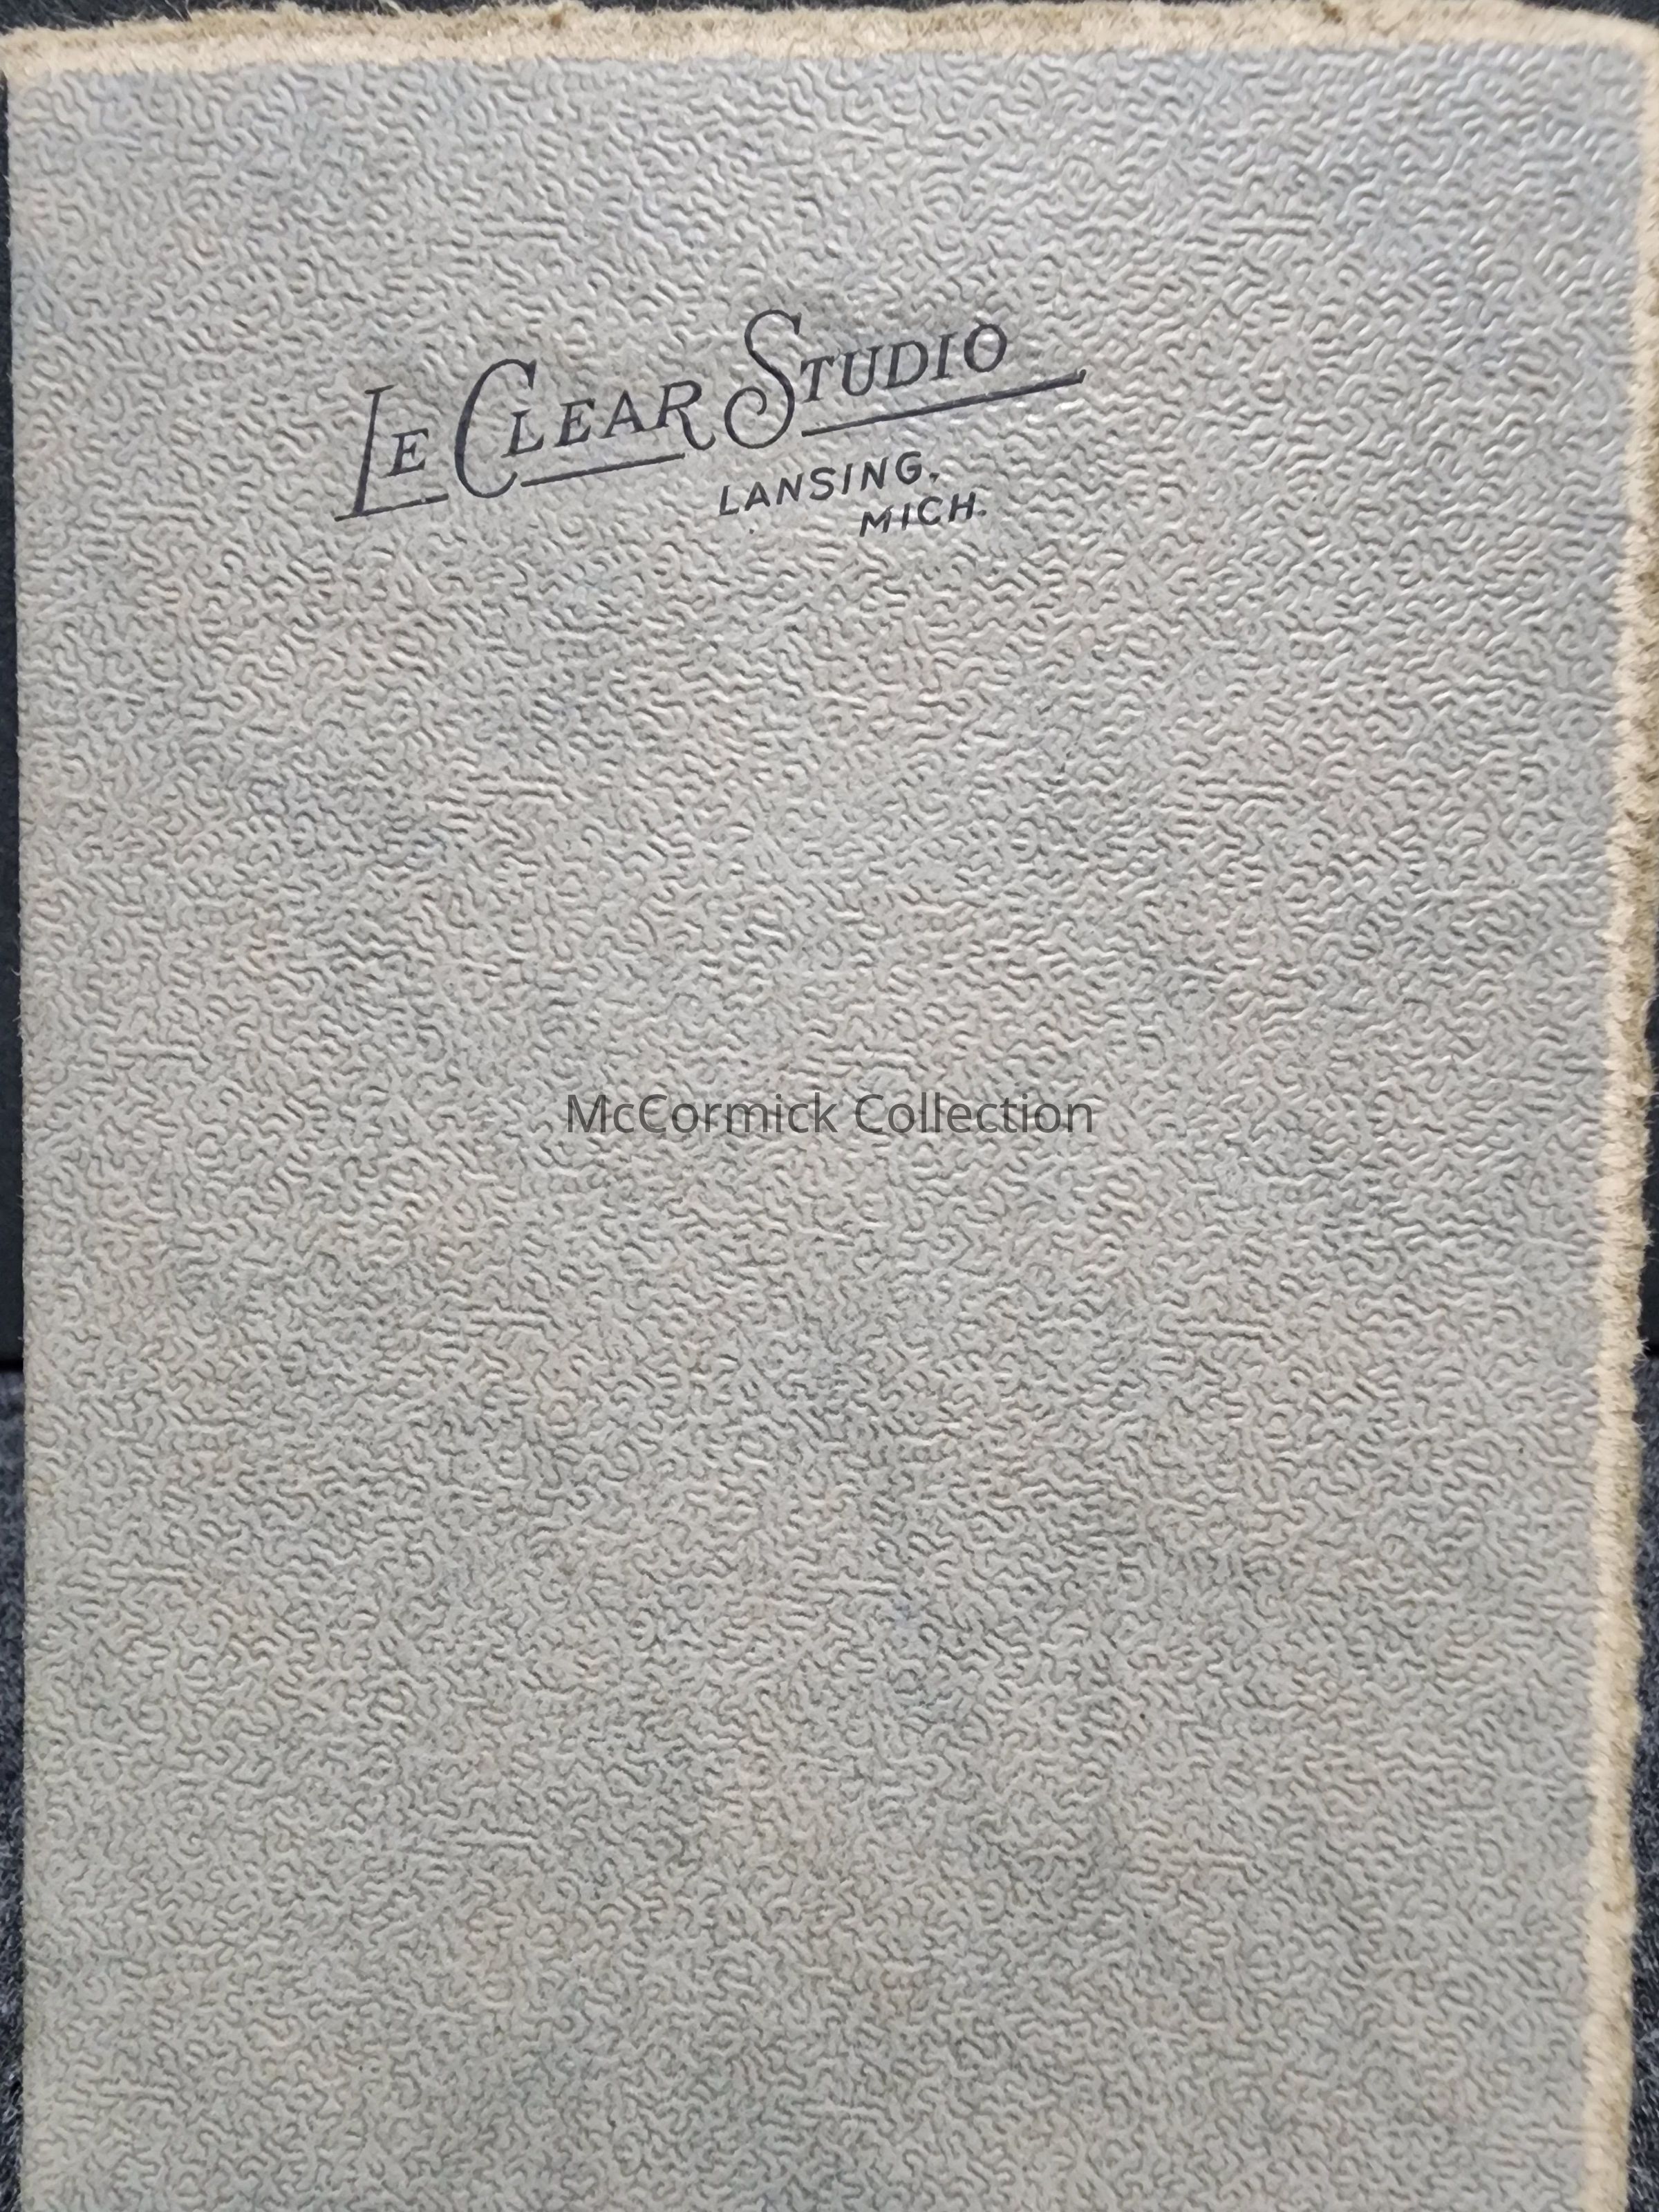 LE CLEAR STUDIO
LANSING,
MICH.
McCormick Collection